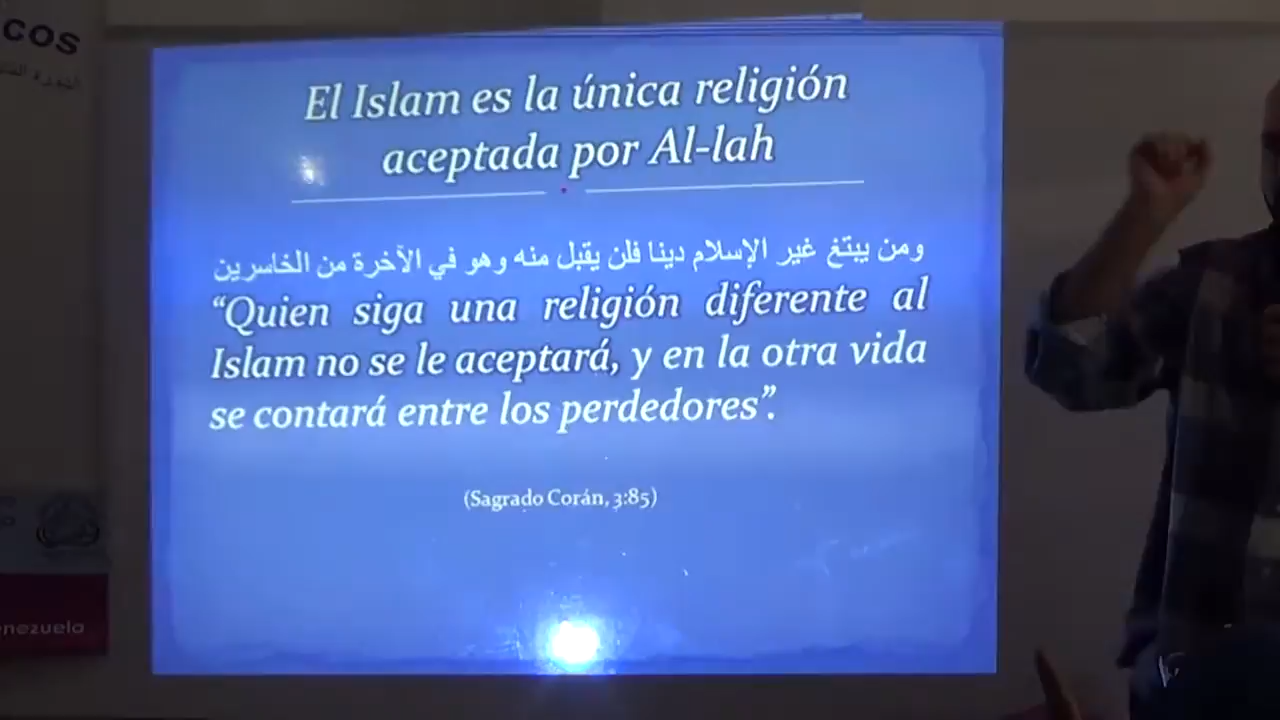 cos
El Islam es la única religión
aceptada por Al-lah
ومن يبتغ غير الإسلام دينا فلن يقبل منه وهو في الآخرة من الخاسرين
“Quien siga una religión diferente al
Islam no se le aceptará, y en la otra vida
se contará entre los perdedores”.
(Sagrado Corán, 3:85)
enezuela